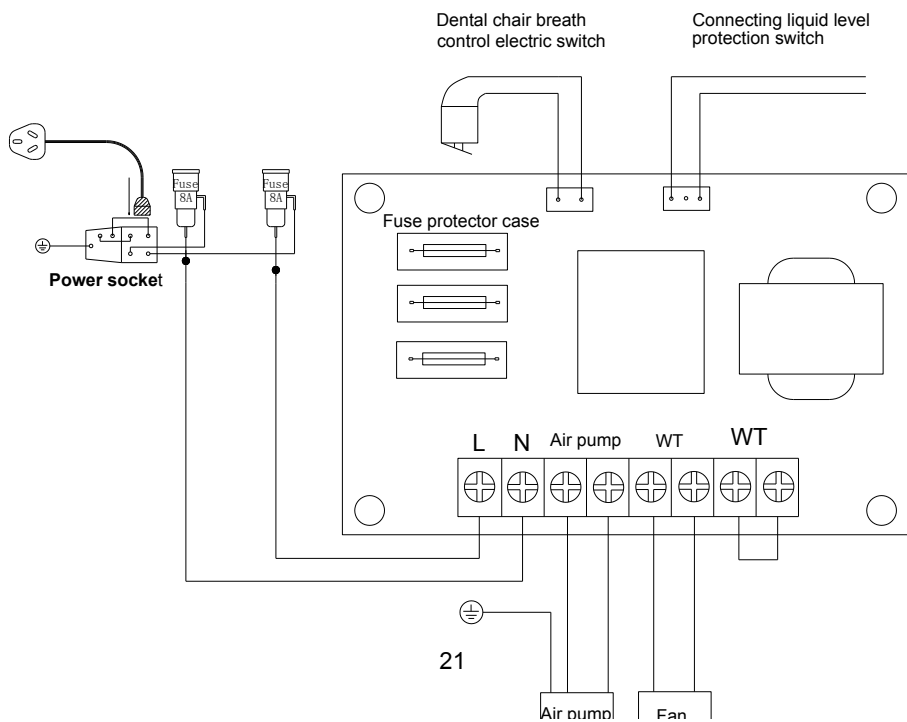 Dental chair breath
control electric switch
Connecting liquid level
protection switch
Fuse
8A
Fuse
8A
Fuse protector case
Power socket
L
N
Air pump
WT
WT
21
Air pump
Fan